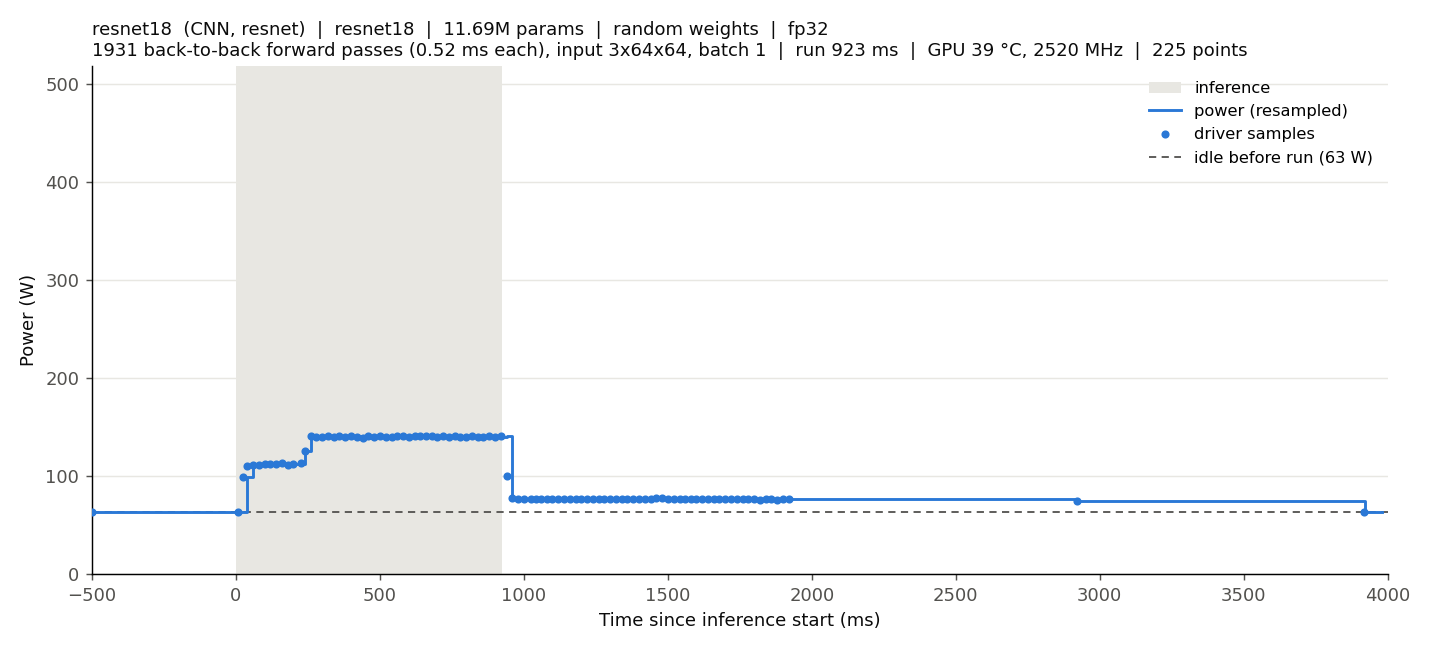 resnet18 (CNN, resnet) | resnet18 | 11.69M params | random weights | fp32
1931 back-to-back forward passes (0.52 ms each), input 3x64x64, batch 1 | run 923 ms | GPU 39 °C, 2520 MHz | 225 points
inference
power (resampled)
driver samples
idle before run (63 W)
Power (W)
500
400
300
200
100
0
−500
0
500
1000
1500
2000
2500
3000
3500
4000
Time since inference start (ms)